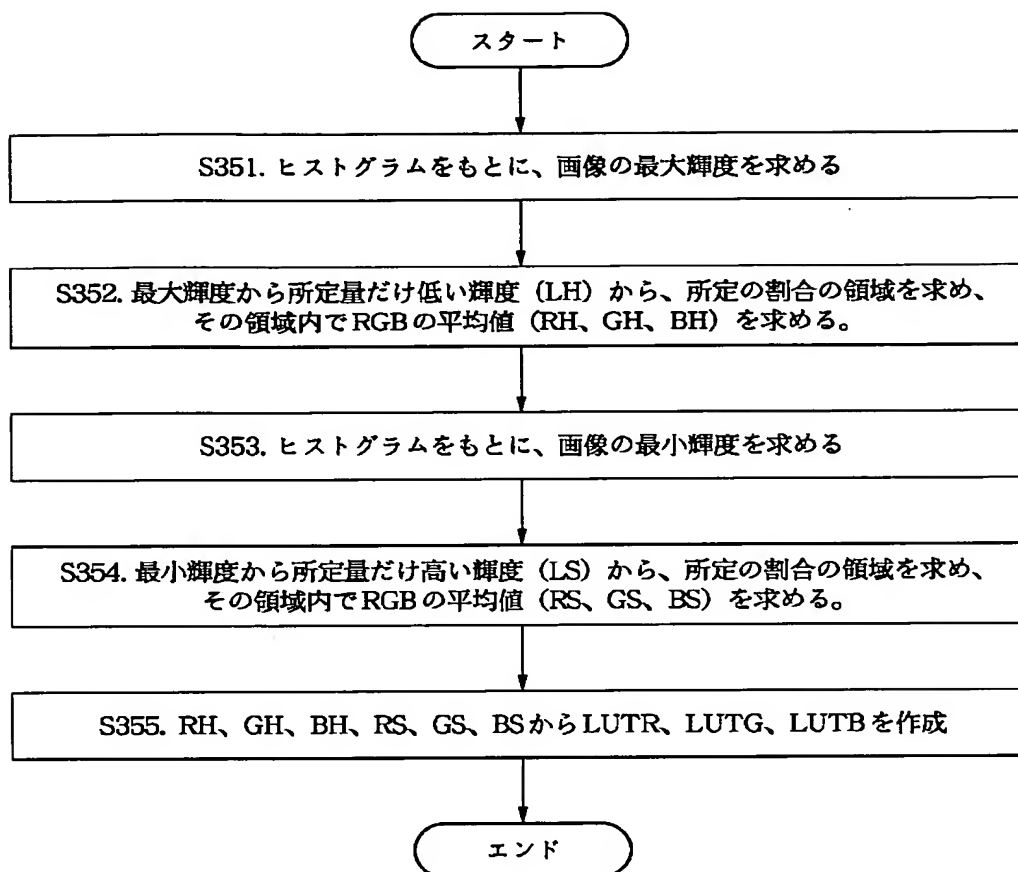 スタート
S351. ヒストグラムをもとに、画像の最大輝度を求める
S352. 最大輝度から所定量だけ低い輝度（LH）から、所定の割合の領域を求め、
その領域内でRGBの平均値（RH、GH、BH）を求める。
S353. ヒストグラムをもとに、画像の最小輝度を求める
S354. 最小輝度から所定量だけ高い輝度（LS）から、所定の割合の領域を求め、
その領域内でRGBの平均値（RS、GS、BS）を求める。
S355. RH、GH、BH、RS、GS、BSからLUTR、LUTG、LUTBを作成
エンド